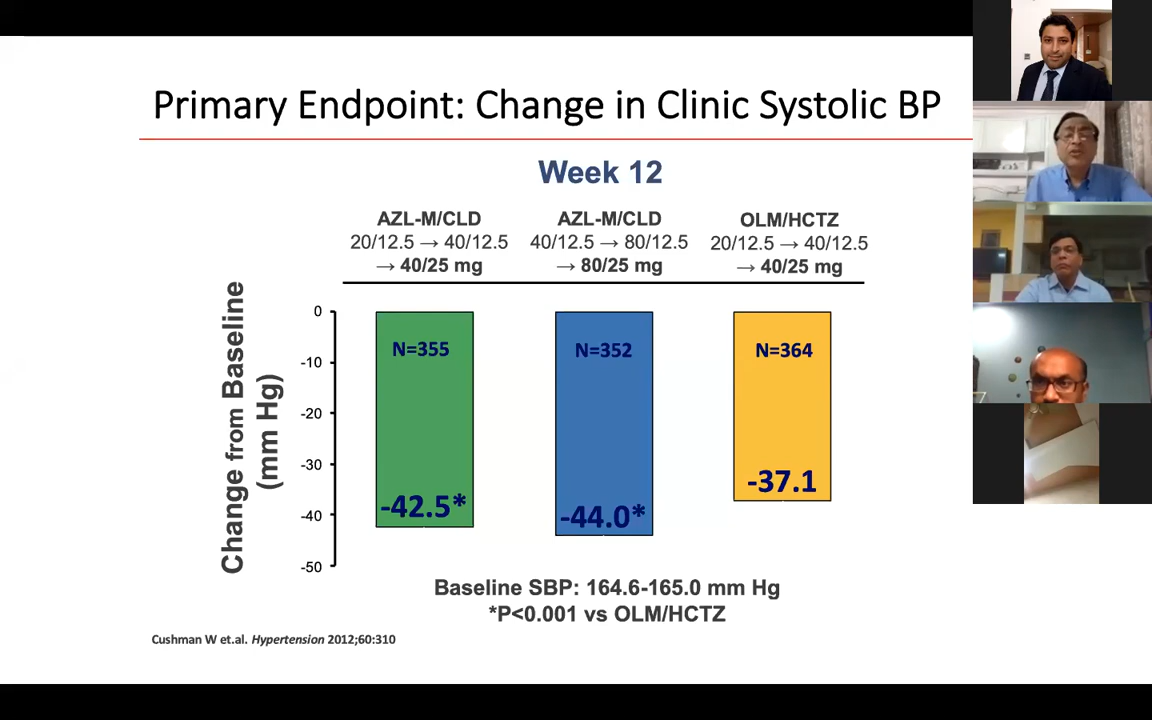 Primary Endpoint: Change in Clinic Systolic BP
Week 12
AZL-M/CLD
20/12.5 → 40/12.5
→ 40/25 mg
AZL-M/CLD
40/12.5 → 80/12.5
→ 80/25 mg
OLM/HCTZ
20/12.5 → 40/12.5
→ 40/25 mg
Change from Baseline
(mm Hg)
0
-10
-20
-30
-40
-50
N=355
-42.5*
N=352
-44.0*
N=364
-37.1
Baseline SBP: 164.6-165.0 mm Hg
*P<0.001 vs OLM/HCTZ
Cushman W et.al. Hypertension 2012;60:310